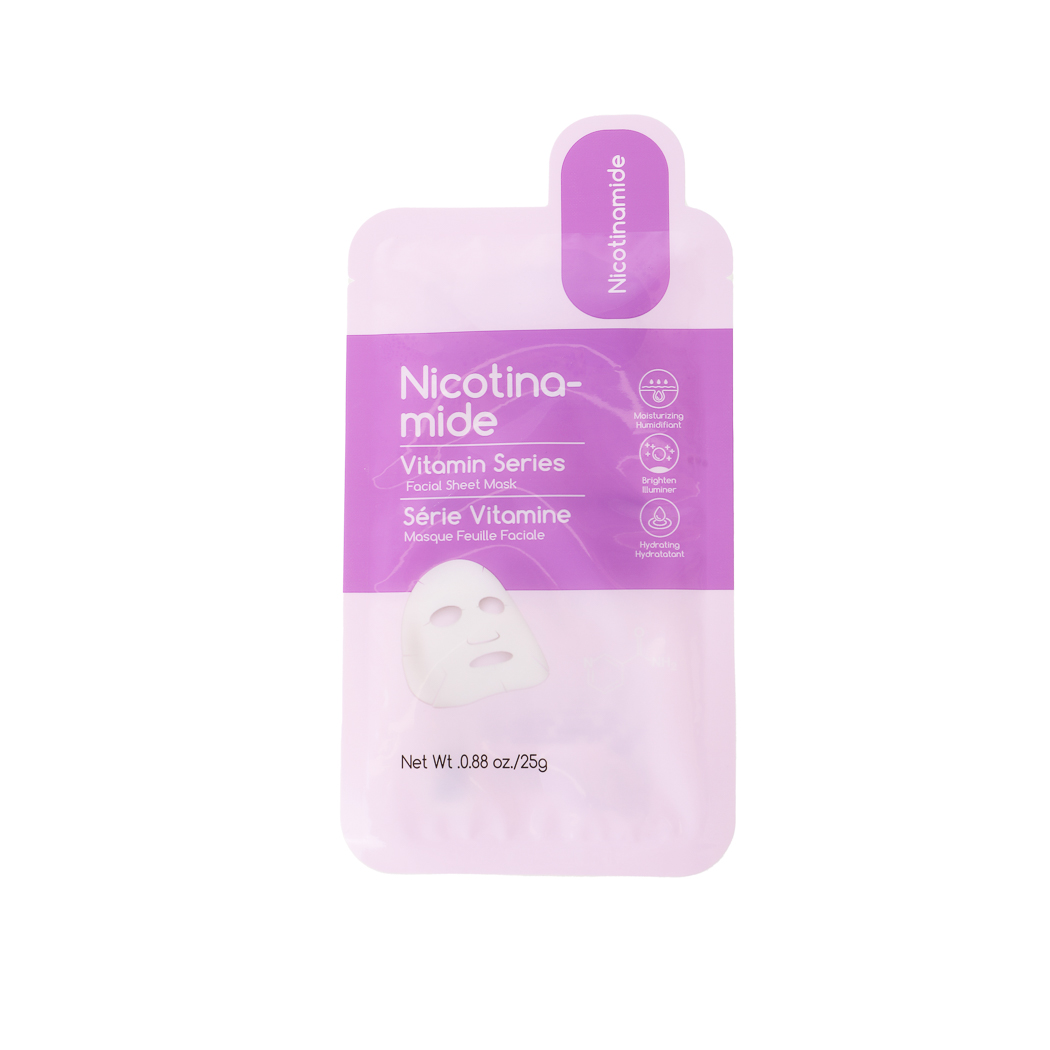 Nicotinamide
Nicotina-
mide
Vitamin Series
Facial Sheet Mask
Série Vitamine
Masque Feuille Faciale
Moisturizing
Humidifiant
Brighten
Illuminer
Hydrating
Hydratatant
Net Wt .0.88 oz./25g